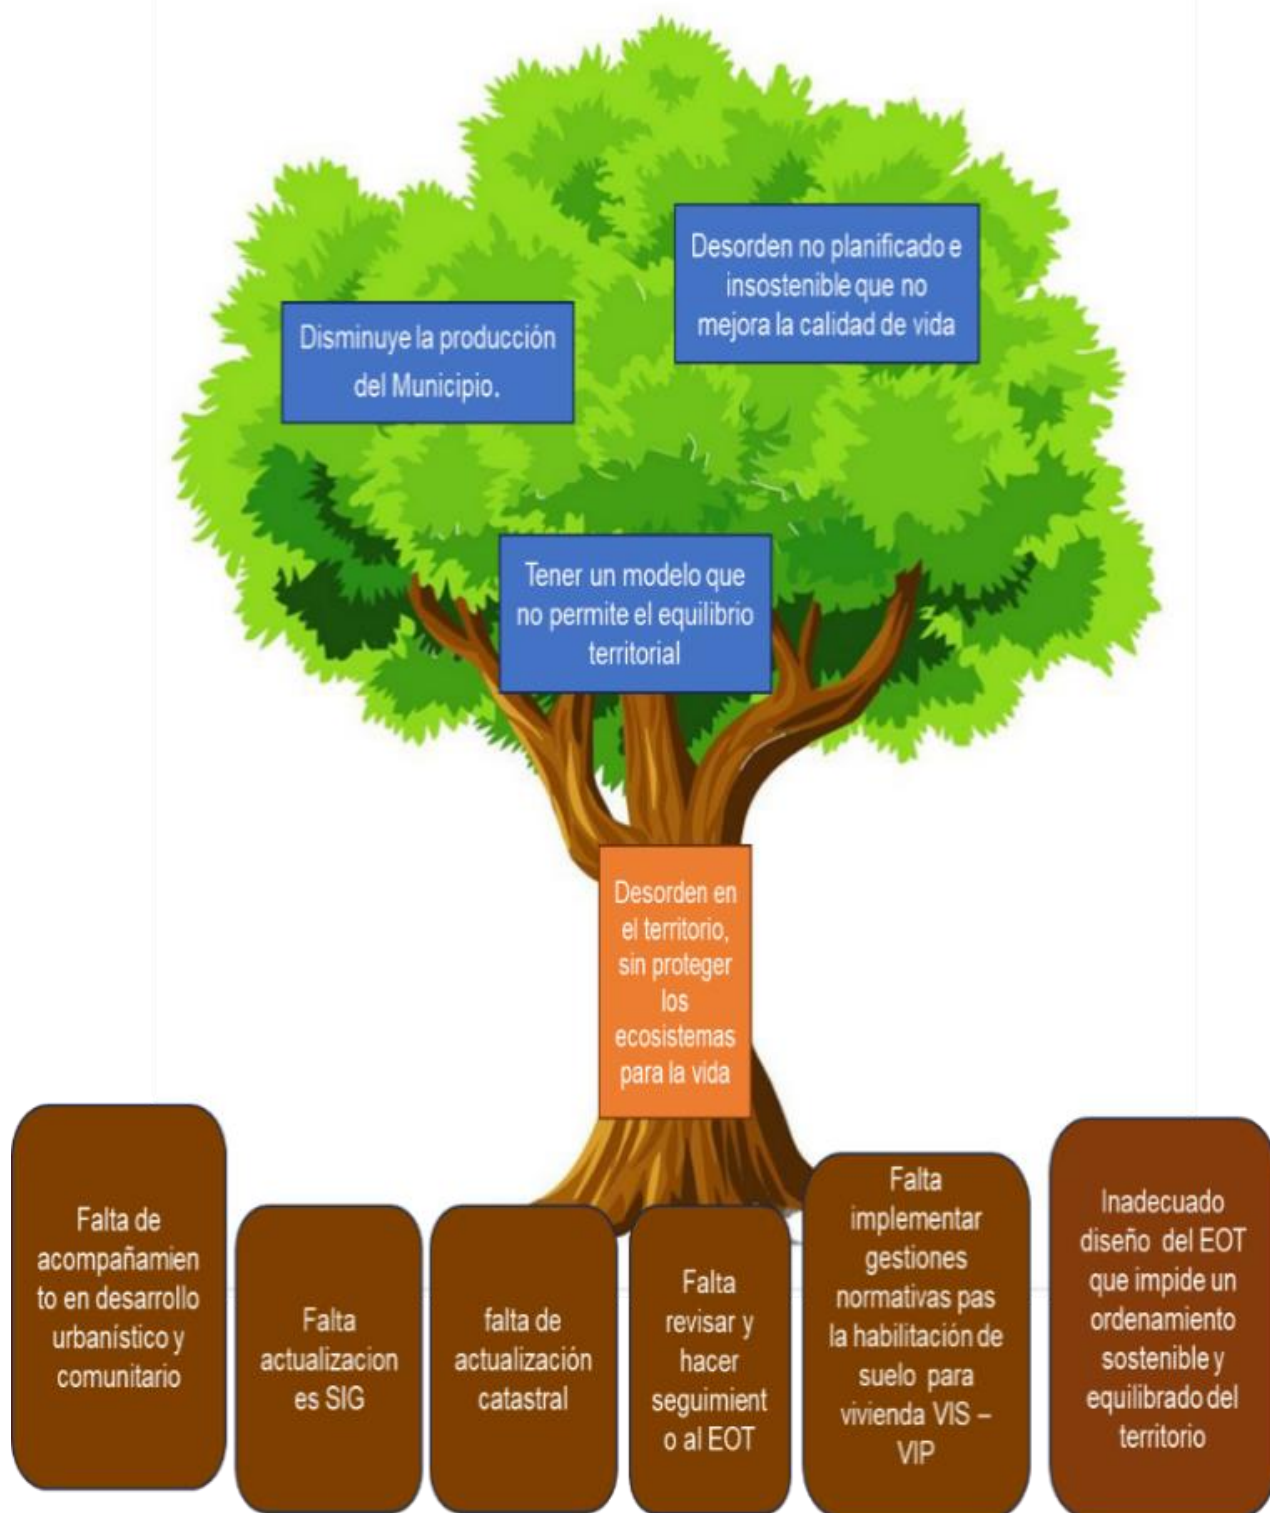 Desorden no planificado e
insostenible que no
mejora la calidad de vida
Disminuye la producción
del Municipio.
Tener un modelo que
no permite el equilibrio
territorial
Desorden en
el territorio,
sin proteger
los
ecosistemas
para la vida
Falta de
acompañamien
to en desarrollo
urbanístico y
comunitario
Falta
actualizacion
es SIG
falta de
actualización
catastral
Falta
revisar y
hacer
seguimient
o al EOT
Falta
implementar
gestiones
normativas pas
la habilitación de
suelo para
vivienda VIS –
VIP
Inadecuado
diseño del EOT
que impide un
ordenamiento
sostenible y
equilibrado del
territorio